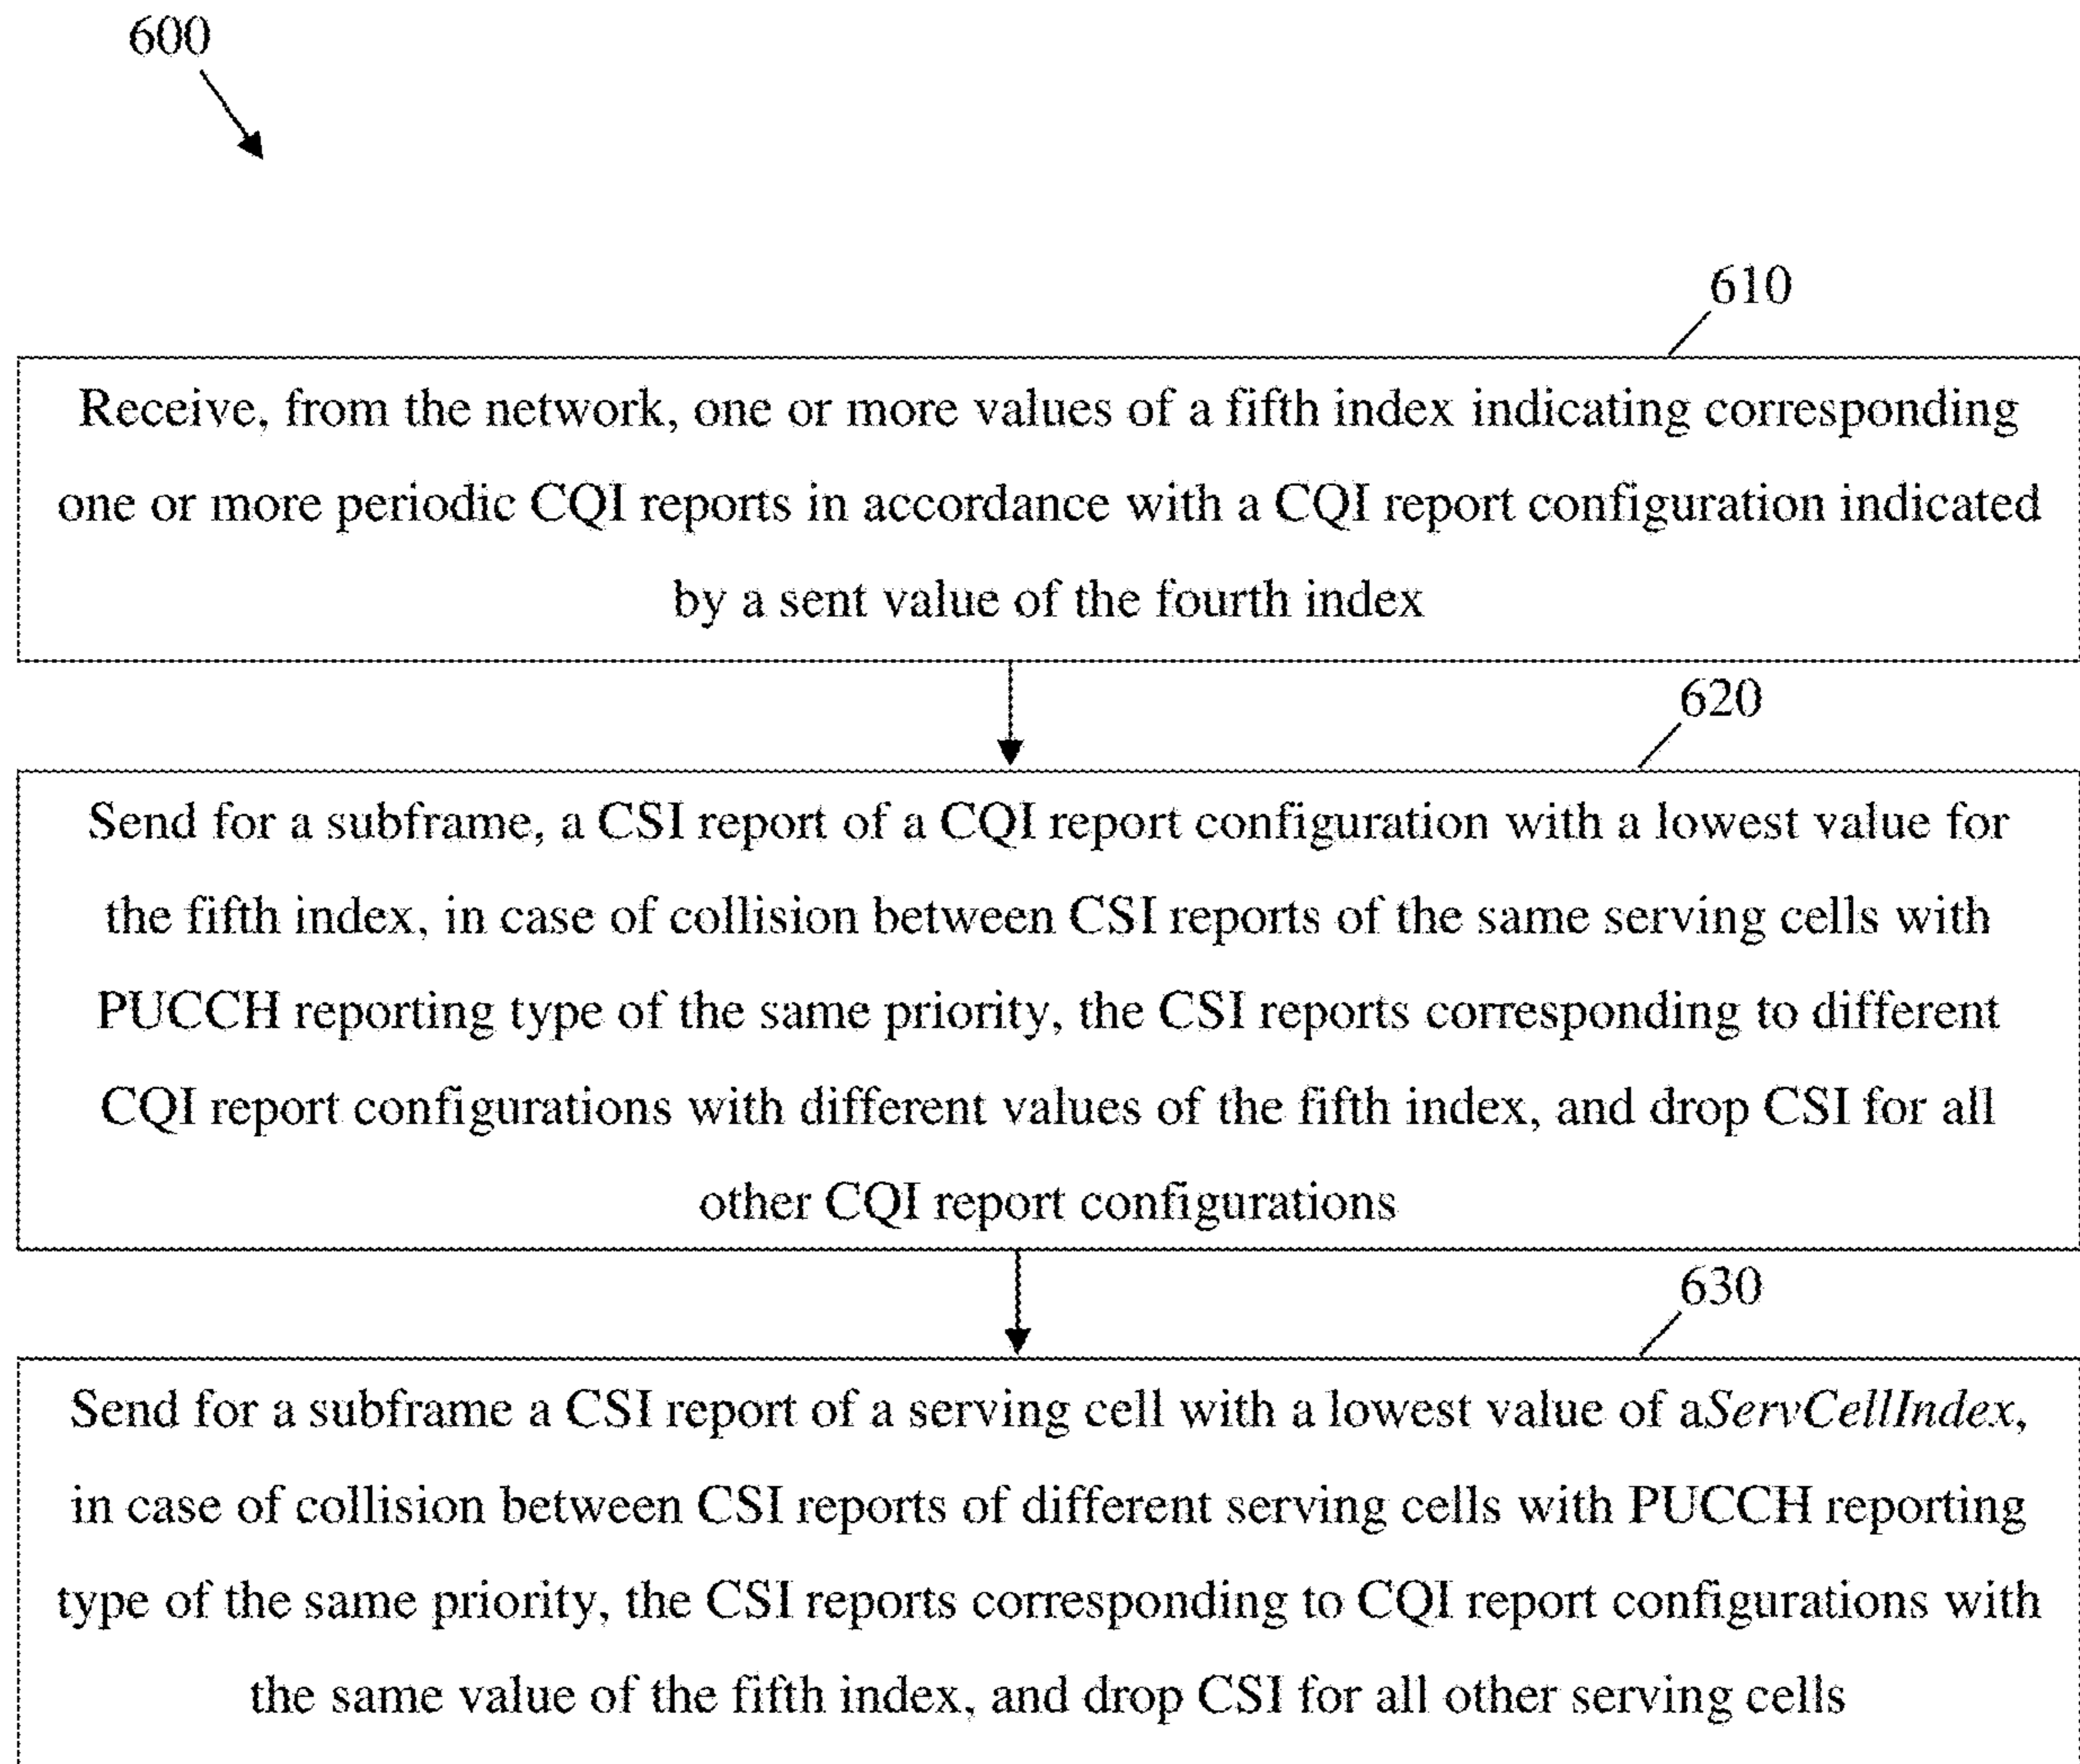 600
610
Receive, from the network, one or more values of a fifth index indicating corresponding
one or more periodic CQI reports in accordance with a CQI report configuration indicated
by a sent value of the fourth index
620
Send for a subframe, a CSI report of a CQI report configuration with a lowest value for
the fifth index, in case of collision between CSI reports of the same serving cells with
PUCCH reporting type of the same priority, the CSI reports corresponding to different
CQI report configurations with different values of the fifth index, and drop CSI for all
other CQI report configurations
630
Send for a subframe a CSI report of a serving cell with a lowest value of aServCellIndex,
in case of collision between CSI reports of different serving cells with PUCCH reporting
type of the same priority, the CSI reports corresponding to CQI report configurations with
the same value of the fifth index, and drop CSI for all other serving cells